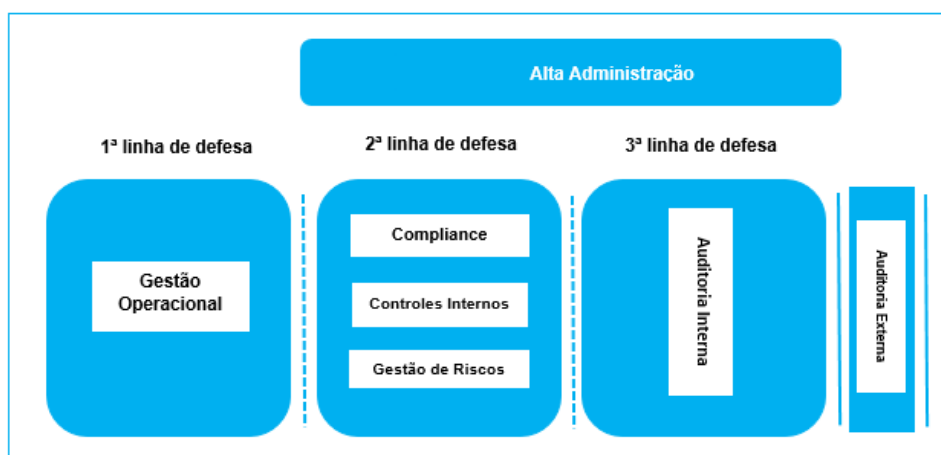 Alta Administração
1ª linha de defesa
2ª linha de defesa
3ª linha de defesa
Gestão
Operacional
Compliance
Controles Internos
Gestão de Riscos
Auditoria Interna
Auditoria Externa